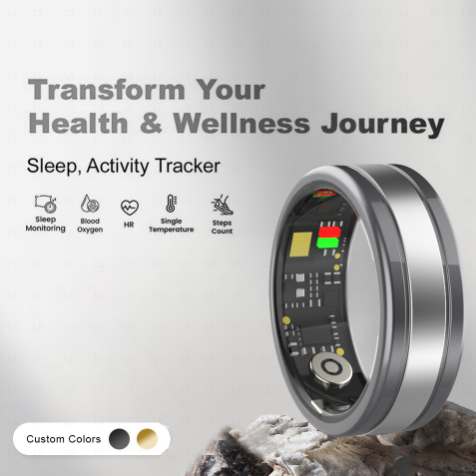 Transform Your
Health & Wellness Journey
Sleep, Activity Tracker
Sleep
Monitoring
Blood
Oxygen
HR
Single
Temperature
Steps
Count
Custom Colors